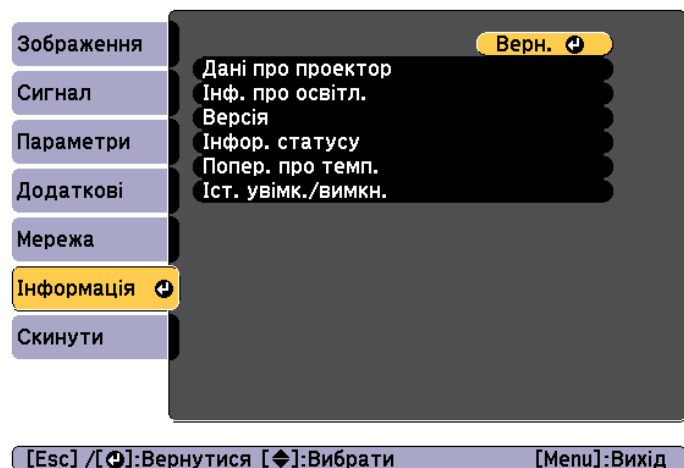 Зображення
Сигнал
Параметри
Додаткові
Мережа
Інформація
Скинути
Верн.
Дані про проектор
Інф. про освітл.
Версія
Інфор. статусу
Попер. про темп.
Іст. увімк./вимкн.
[Esc] /[⏎]:Вернутися [◆]:Вибрати [Menu]:Вихід